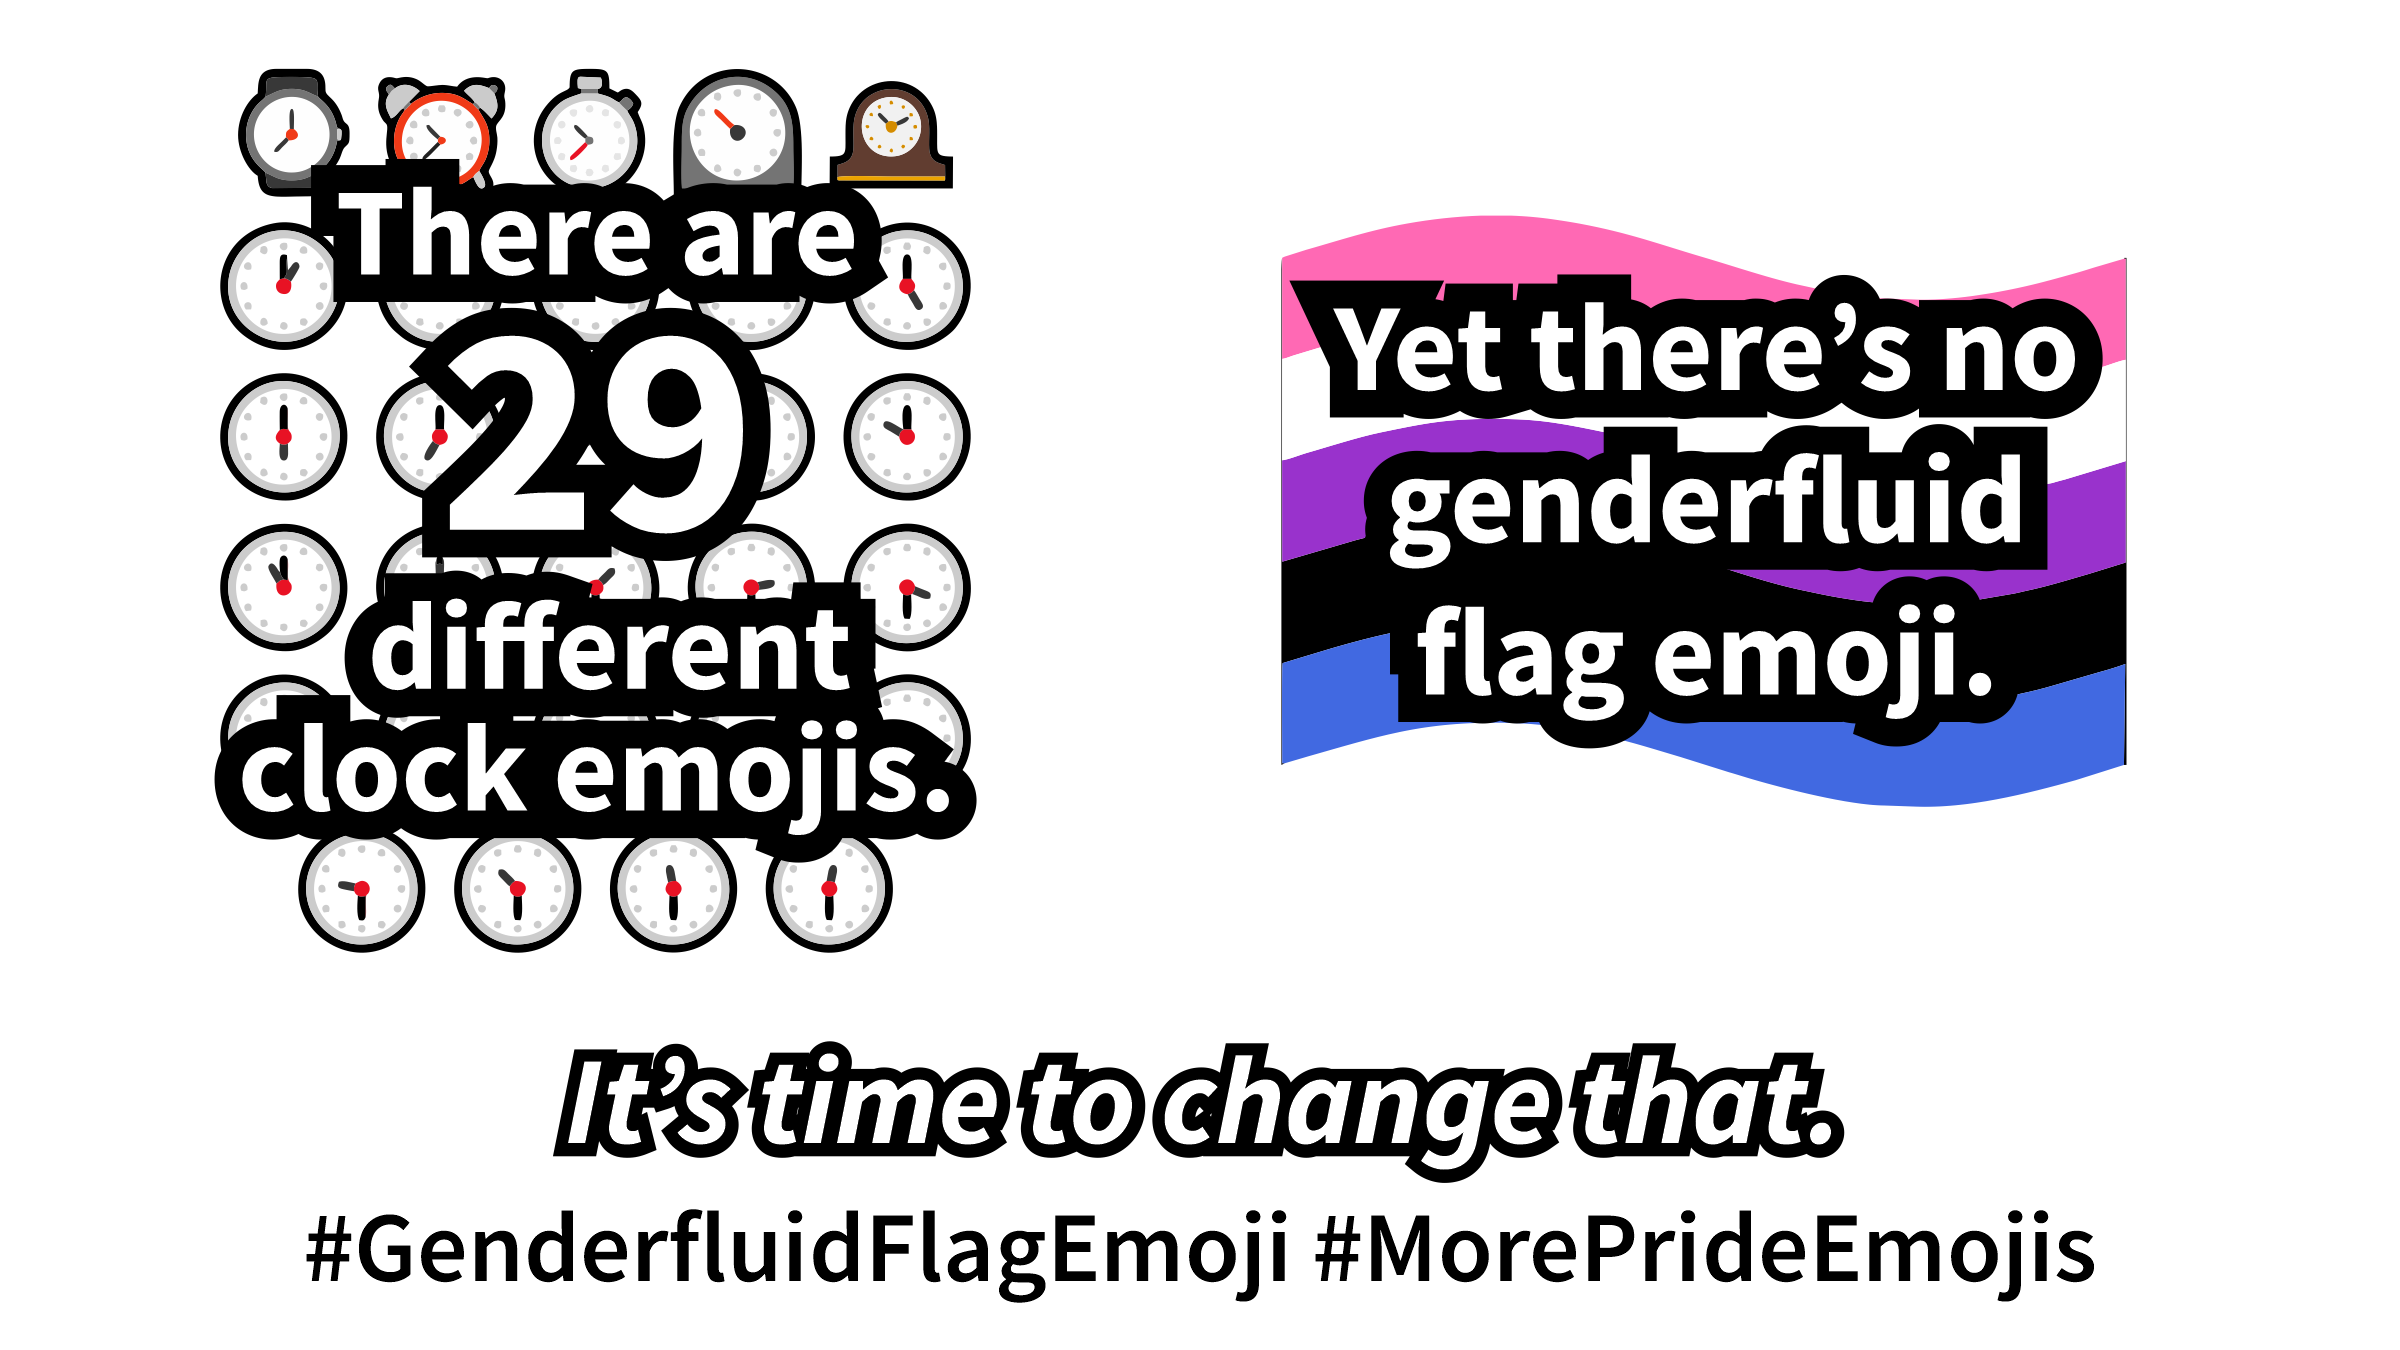 There are
29
different
clock emojis.
Yet there’s no
genderfluid
flag emoji.
It’s time to change that.
#GenderfluidFlagEmoji #MorePrideEmojis